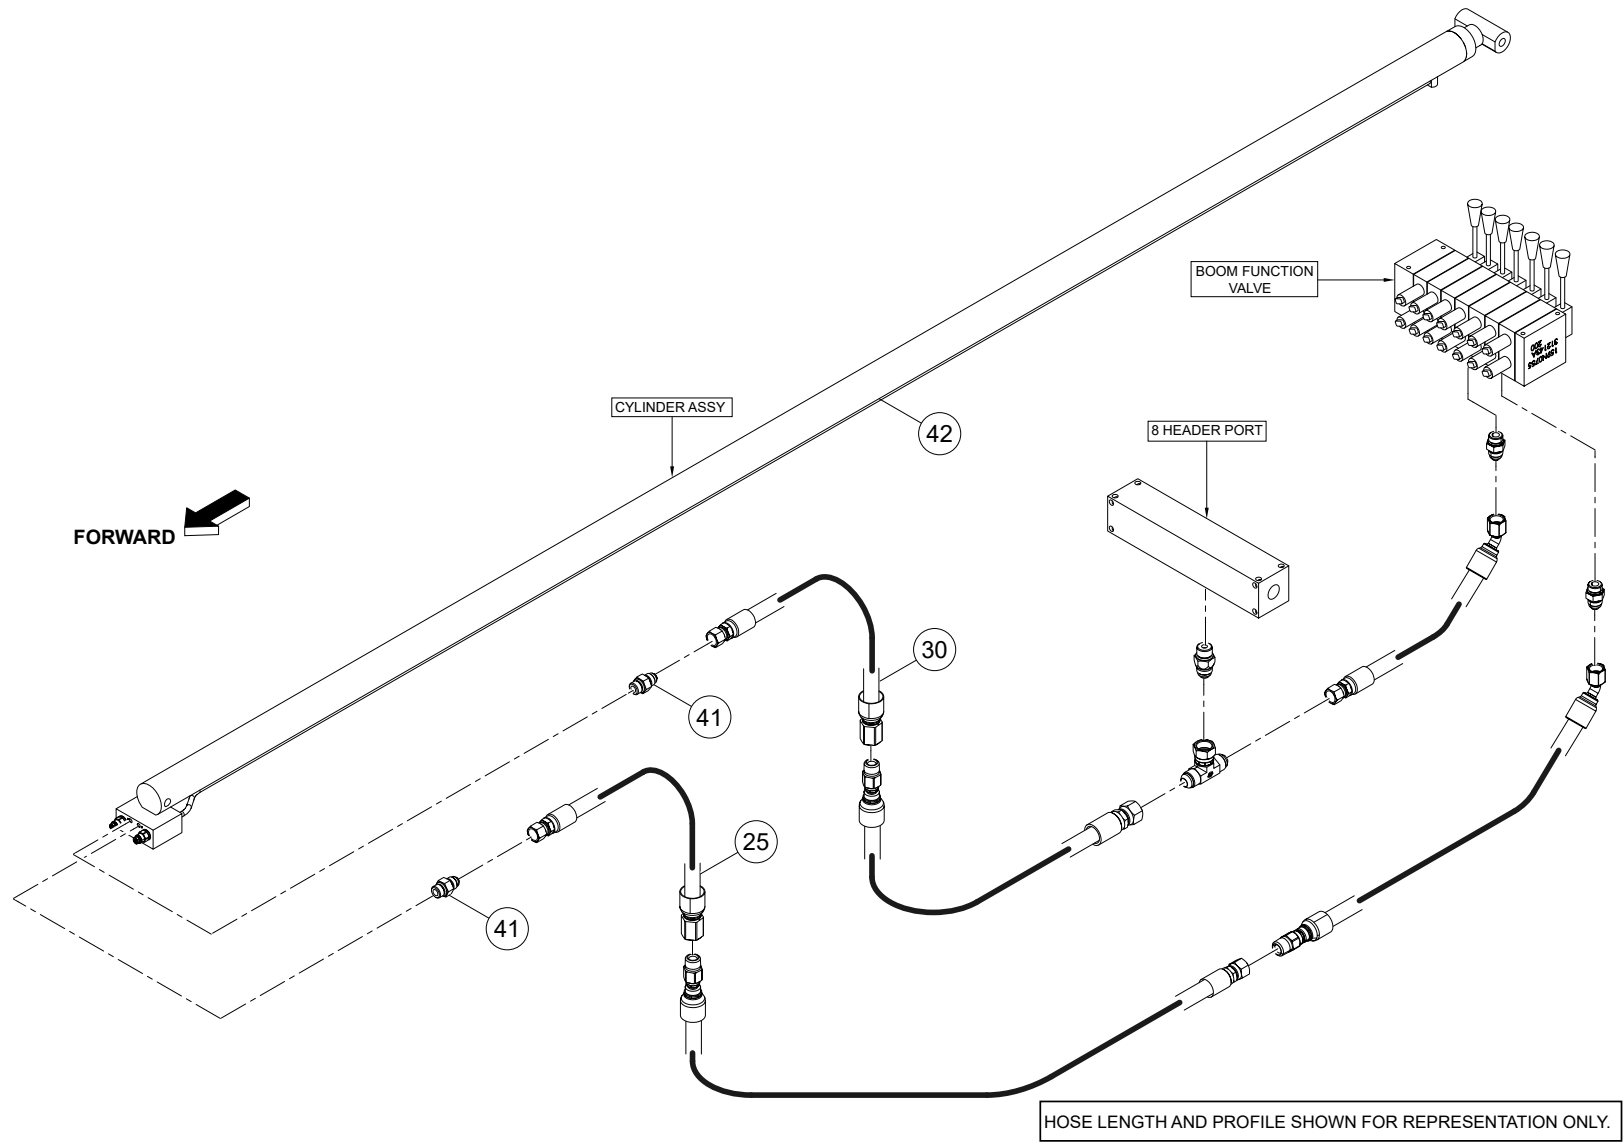 BOOM FUNCTION
VALVE
CYLINDER ASSY
42
8 HEADER PORT
FORWARD
30
41
25
41
HOSE LENGTH AND PROFILE SHOWN FOR REPRESENTATION ONLY.